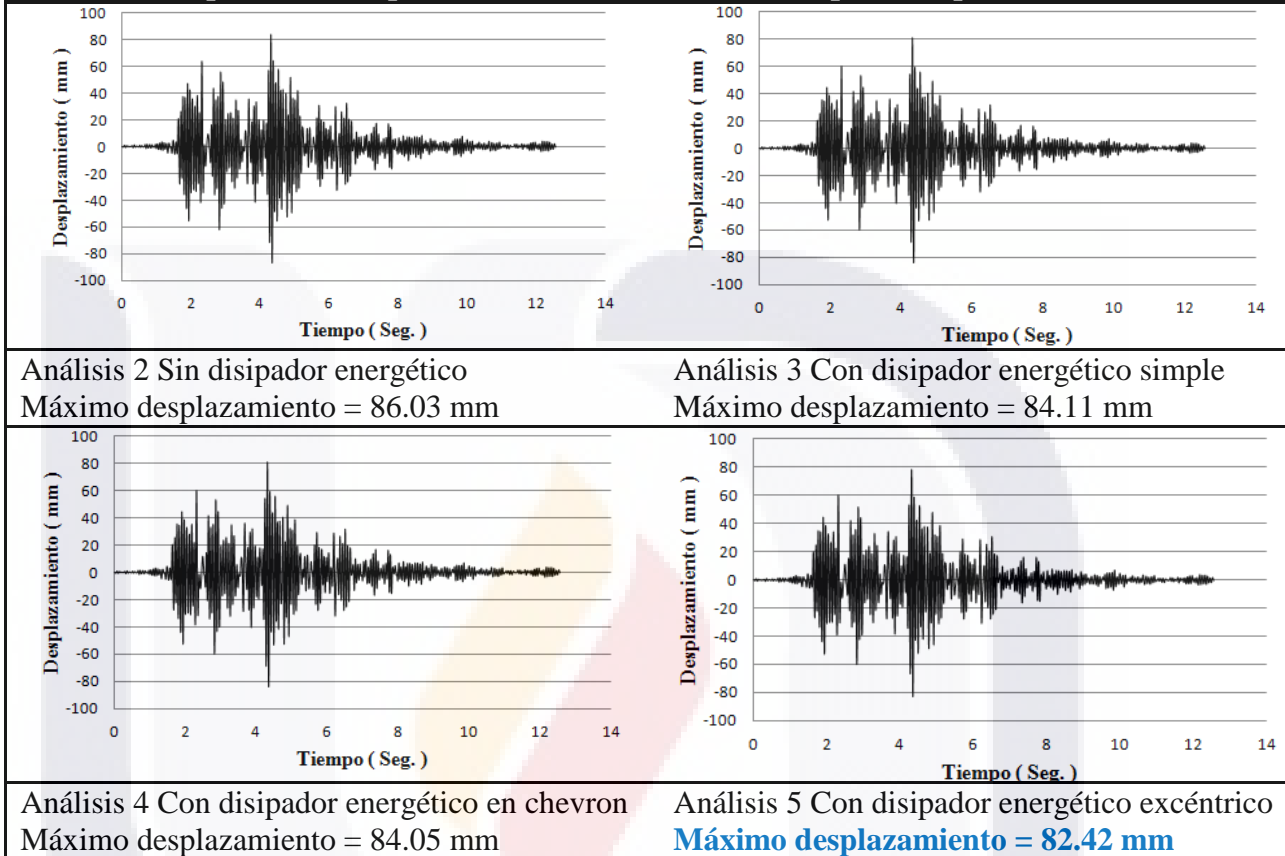 100
80
60
40
20
0
-20
-40
-60
-80
-100
Desplazamiento ( mm )
0 2 4 6 8 10 12 14
Tiempo ( Seg. )
100
80
60
40
20
0
-20
-40
-60
-80
-100
Desplazamiento ( mm )
0 2 4 6 8 10 12 14
Tiempo ( Seg. )
Análisis 2 Sin disipador energético
Máximo desplazamiento = 86.03 mm
Análisis 3 Con disipador energético simple
Máximo desplazamiento = 84.11 mm
100
80
60
40
20
0
-20
-40
-60
-80
-100
Desplazamiento ( mm )
0 2 4 6 8 10 12 14
Tiempo ( Seg. )
100
80
60
40
20
0
-20
-40
-60
-80
-100
Desplazamiento ( mm )
0 2 4 6 8 10 12 14
Tiempo ( Seg. )
Análisis 4 Con disipador energético en chevron
Máximo desplazamiento = 84.05 mm
Análisis 5 Con disipador energético excéntrico
Máximo desplazamiento = 82.42 mm